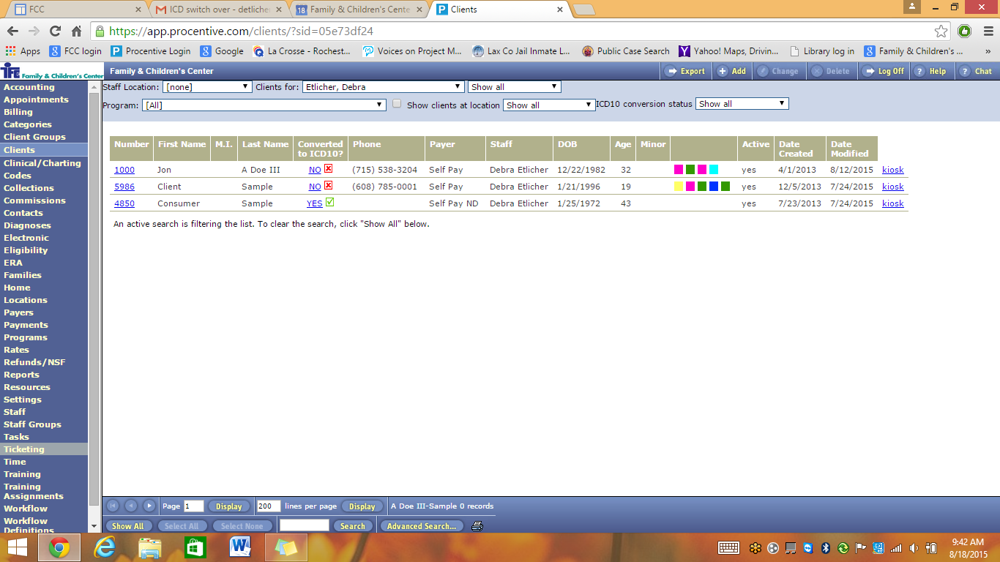 FCC
ICD switch over - detlicher
Family & Children's Cente
Clients
https://app.procentive.com/clients/?sid=05e73df24
Apps FCC login Procentive Login Google La Crosse - Rochest... Voices on Project M... Lax Co Jail Inmate L... Public Case Search Yahoo! Maps, Drivin... Library log in Family & Children's ... »
Family & Children's Center Family & Children's Center Export Add Change Delete Log Off Help Chat
Staff Location: [none] Clients for: Etlicher, Debra Show all
Program: [All] Show clients at location Show all ICD10 conversion status Show all
Accounting
Appointments
Billing
Categories
Client Groups
Clients
Clinical/Charting
Codes
Collections
Commissions
Contacts
Diagnoses
Electronic
Eligibility
ERA
Families
Home
Locations
Payers
Payments
Programs
Rates
Refunds/NSF
Reports
Resources
Settings
Staff
Staff Groups
Tasks
Ticketing
Time
Training
Training
Assignments
Workflow
Workflow
Definitions
Number First Name M.I. Last Name Converted to ICD10? Phone Payer Staff DOB Age Minor Active Date Created Date Modified
1000 Jon A Doe III NO (715) 538-3204 Self Pay Debra Etlicher 12/22/1982 32 yes 4/1/2013 8/12/2015 kiosk
5986 Client Sample NO (608) 785-0001 Self Pay Debra Etlicher 1/21/1996 19 yes 12/5/2013 7/24/2015 kiosk
4850 Consumer Sample YES Self Pay ND Debra Etlicher 1/25/1972 43 yes 7/23/2013 7/24/2015 kiosk
An active search is filtering the list. To clear the search, click "Show All" below.
Page 1 Display 200 lines per page Display A Doe III-Sample 0 records
Show All Select All Select None Search Advanced Search...
9:42 AM
8/18/2015